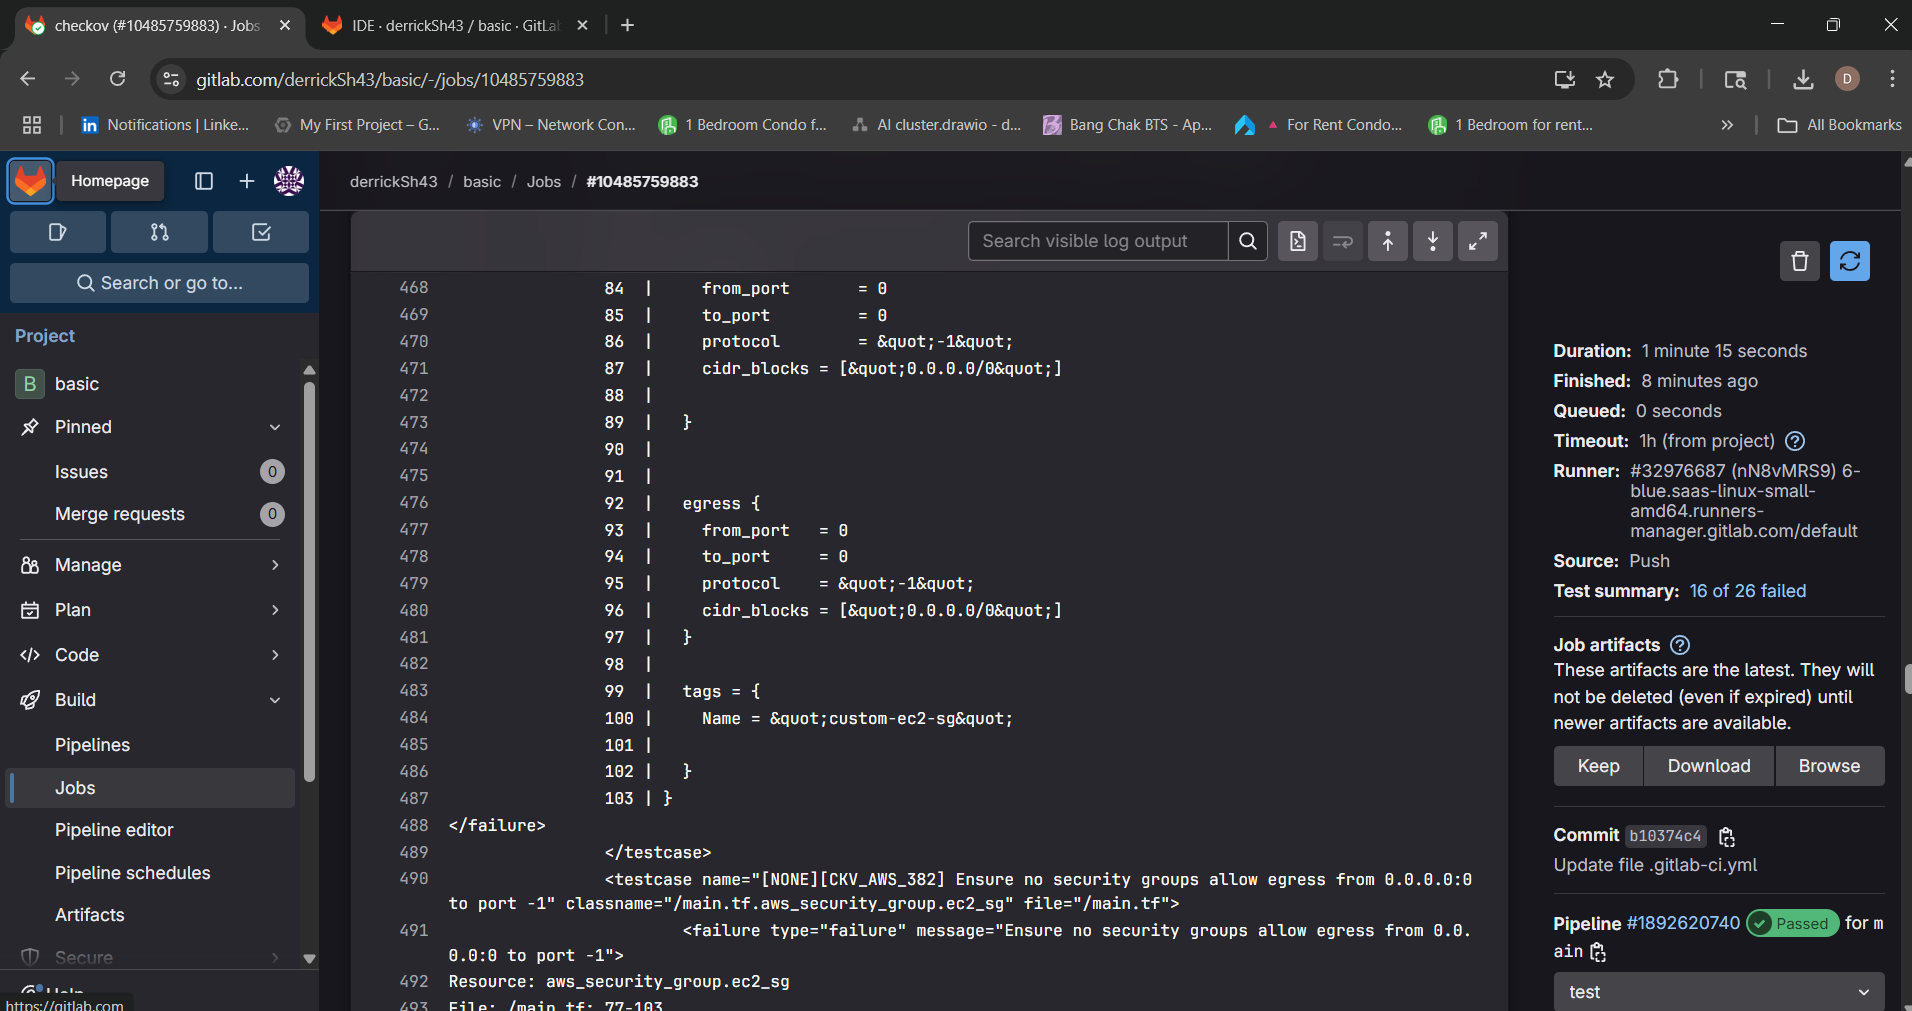 checkov (#10485759883) · Jobs
IDE · derrickSh43 / basic · GitLa
gitlab.com/derrickSh43/basic/-/jobs/10485759883
D
Notifications | Linke...
My First Project – G...
VPN – Network Con...
1 Bedroom Condo f...
AI cluster.drawio - d...
Bang Chak BTS - Ap...
For Rent Condo...
1 Bedroom for rent...
All Bookmarks
Homepage
Search or go to...
Project
B basic
Pinned
Issues 0
Merge requests 0
Manage
Plan
Code
Build
Pipelines
Jobs
Pipeline editor
Pipeline schedules
Artifacts
Secure
Help
https://gitlab.com
derrickSh43 / basic / Jobs / #10485759883
Search visible log output
468 84 | from_port = 0
469 85 | to_port = 0
470 86 | protocol = &quot;-1&quot;
471 87 | cidr_blocks = [&quot;0.0.0.0/0&quot;]
472 88 |
473 89 | }
474 90 |
475 91 |
476 92 | egress {
477 93 | from_port = 0
478 94 | to_port = 0
479 95 | protocol = &quot;-1&quot;
480 96 | cidr_blocks = [&quot;0.0.0.0/0&quot;]
481 97 | }
482 98 |
483 99 | tags = {
484 100 | Name = &quot;custom-ec2-sg&quot;
485 101 |
486 102 | }
487 103 | }
488 </failure>
489 </testcase>
490 <testcase name="[NONE][CKV_AWS_382] Ensure no security groups allow egress from 0.0.0.0:0
to port -1" classname="/main.tf.aws_security_group.ec2_sg" file="/main.tf">
491 <failure type="failure" message="Ensure no security groups allow egress from 0.0.
0.0:0 to port -1">
492 Resource: aws_security_group.ec2_sg
493 File: /main.tf: 77-103
Duration: 1 minute 15 seconds
Finished: 8 minutes ago
Queued: 0 seconds
Timeout: 1h (from project)
Runner: #32976687 (nN8vMRS9) 6-
blue.saas-linux-small-
amd64.runners-
manager.gitlab.com/default
Source: Push
Test summary: 16 of 26 failed
Job artifacts
These artifacts are the latest. They will
not be deleted (even if expired) until
newer artifacts are available.
Keep Download Browse
Commit b10374c4
Update file .gitlab-ci.yml
Pipeline #1892620740 Passed for m
ain
test